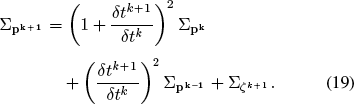 Σ_{𝐩^{k+1}} = (1 + δt^{k+1}/δt^k)^2 Σ_{𝐩^k}
+ (δt^{k+1}/δt^k)^2 Σ_{𝐩^{k−1}} + Σ_{ζ^{k+1}}. (19)